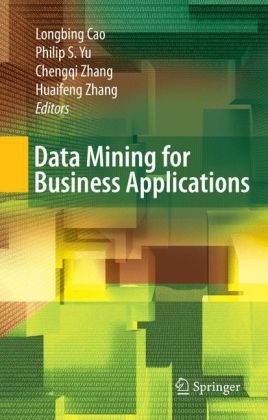 Longbing Cao
Philip S. Yu
Chengqi Zhang
Huaifeng Zhang
Editors
Data Mining for
Business Applications
Springer